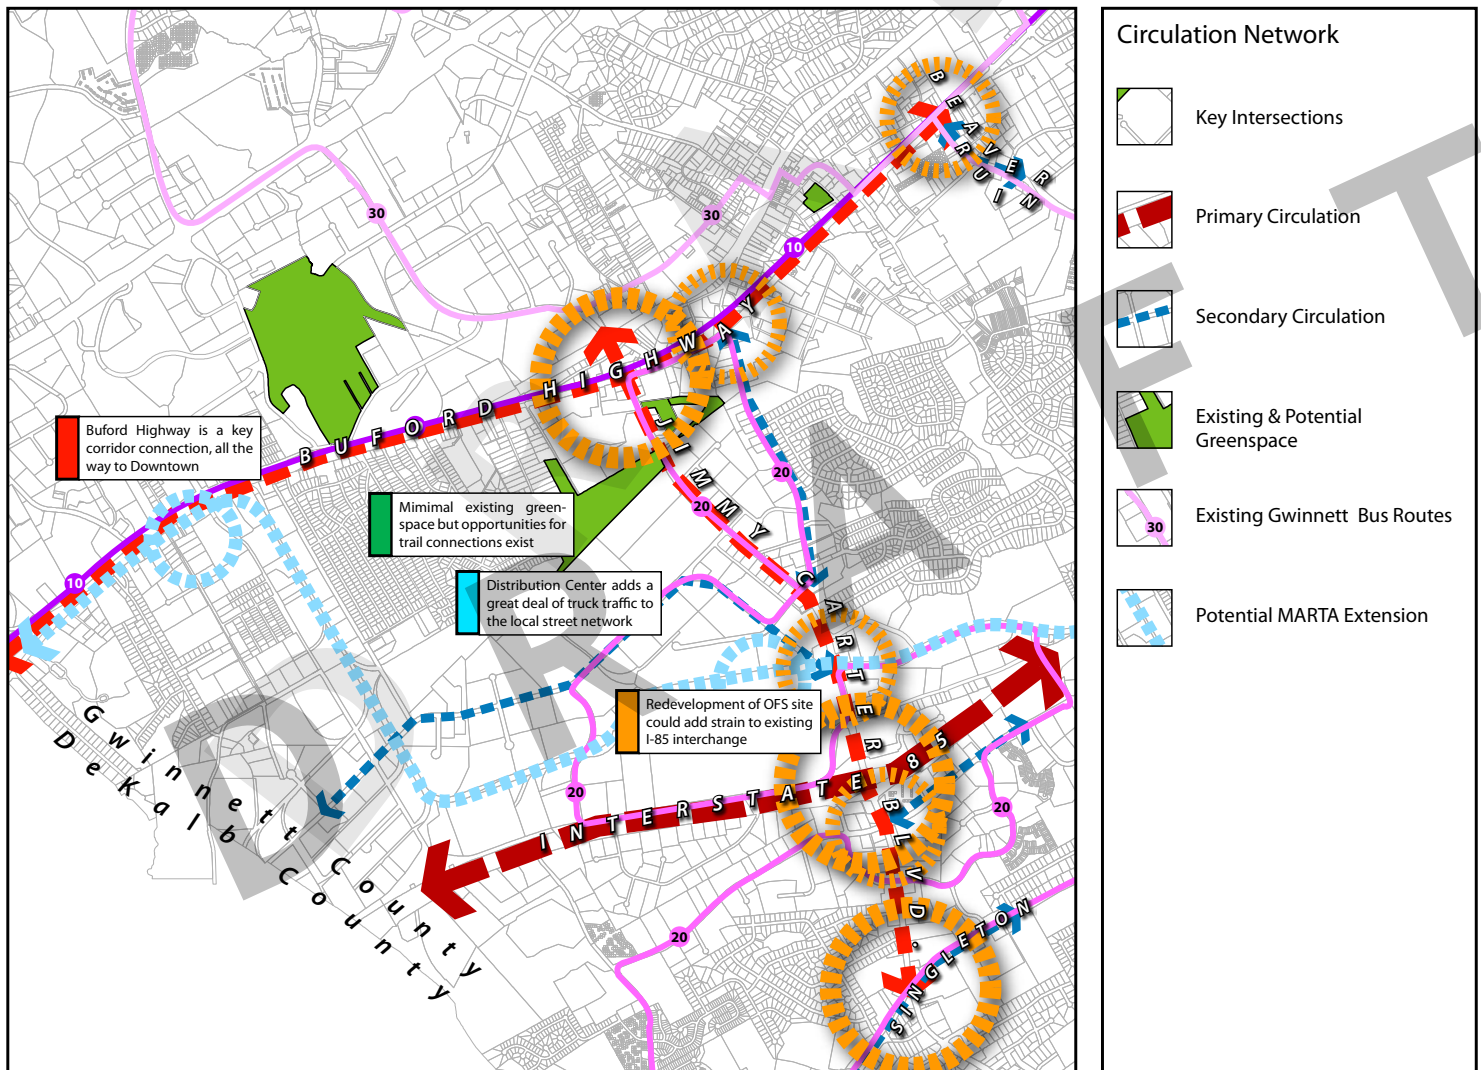 Circulation Network
Key Intersections
Primary Circulation
Secondary Circulation
Existing & Potential
Greenspace
Existing Gwinnett Bus Routes
Potential MARTA Extension
30
BEAVER
RUIN
30
30
10
BUFORD HIGHWAY
Buford Highway is a key
corridor connection, all the
way to Downtown
Mimimal existing green-
space but opportunities for
trail connections exist
Distribution Center adds a
great deal of truck traffic to
the local street network
Redevelopment of OFS site
could add strain to existing
I-85 interchange
JIMMY CARTER BLVD.
20
20
10
Gwinnett County
DeKalb County
INTERSTATE 85
20
20
20
SINGLETON
DRAFT